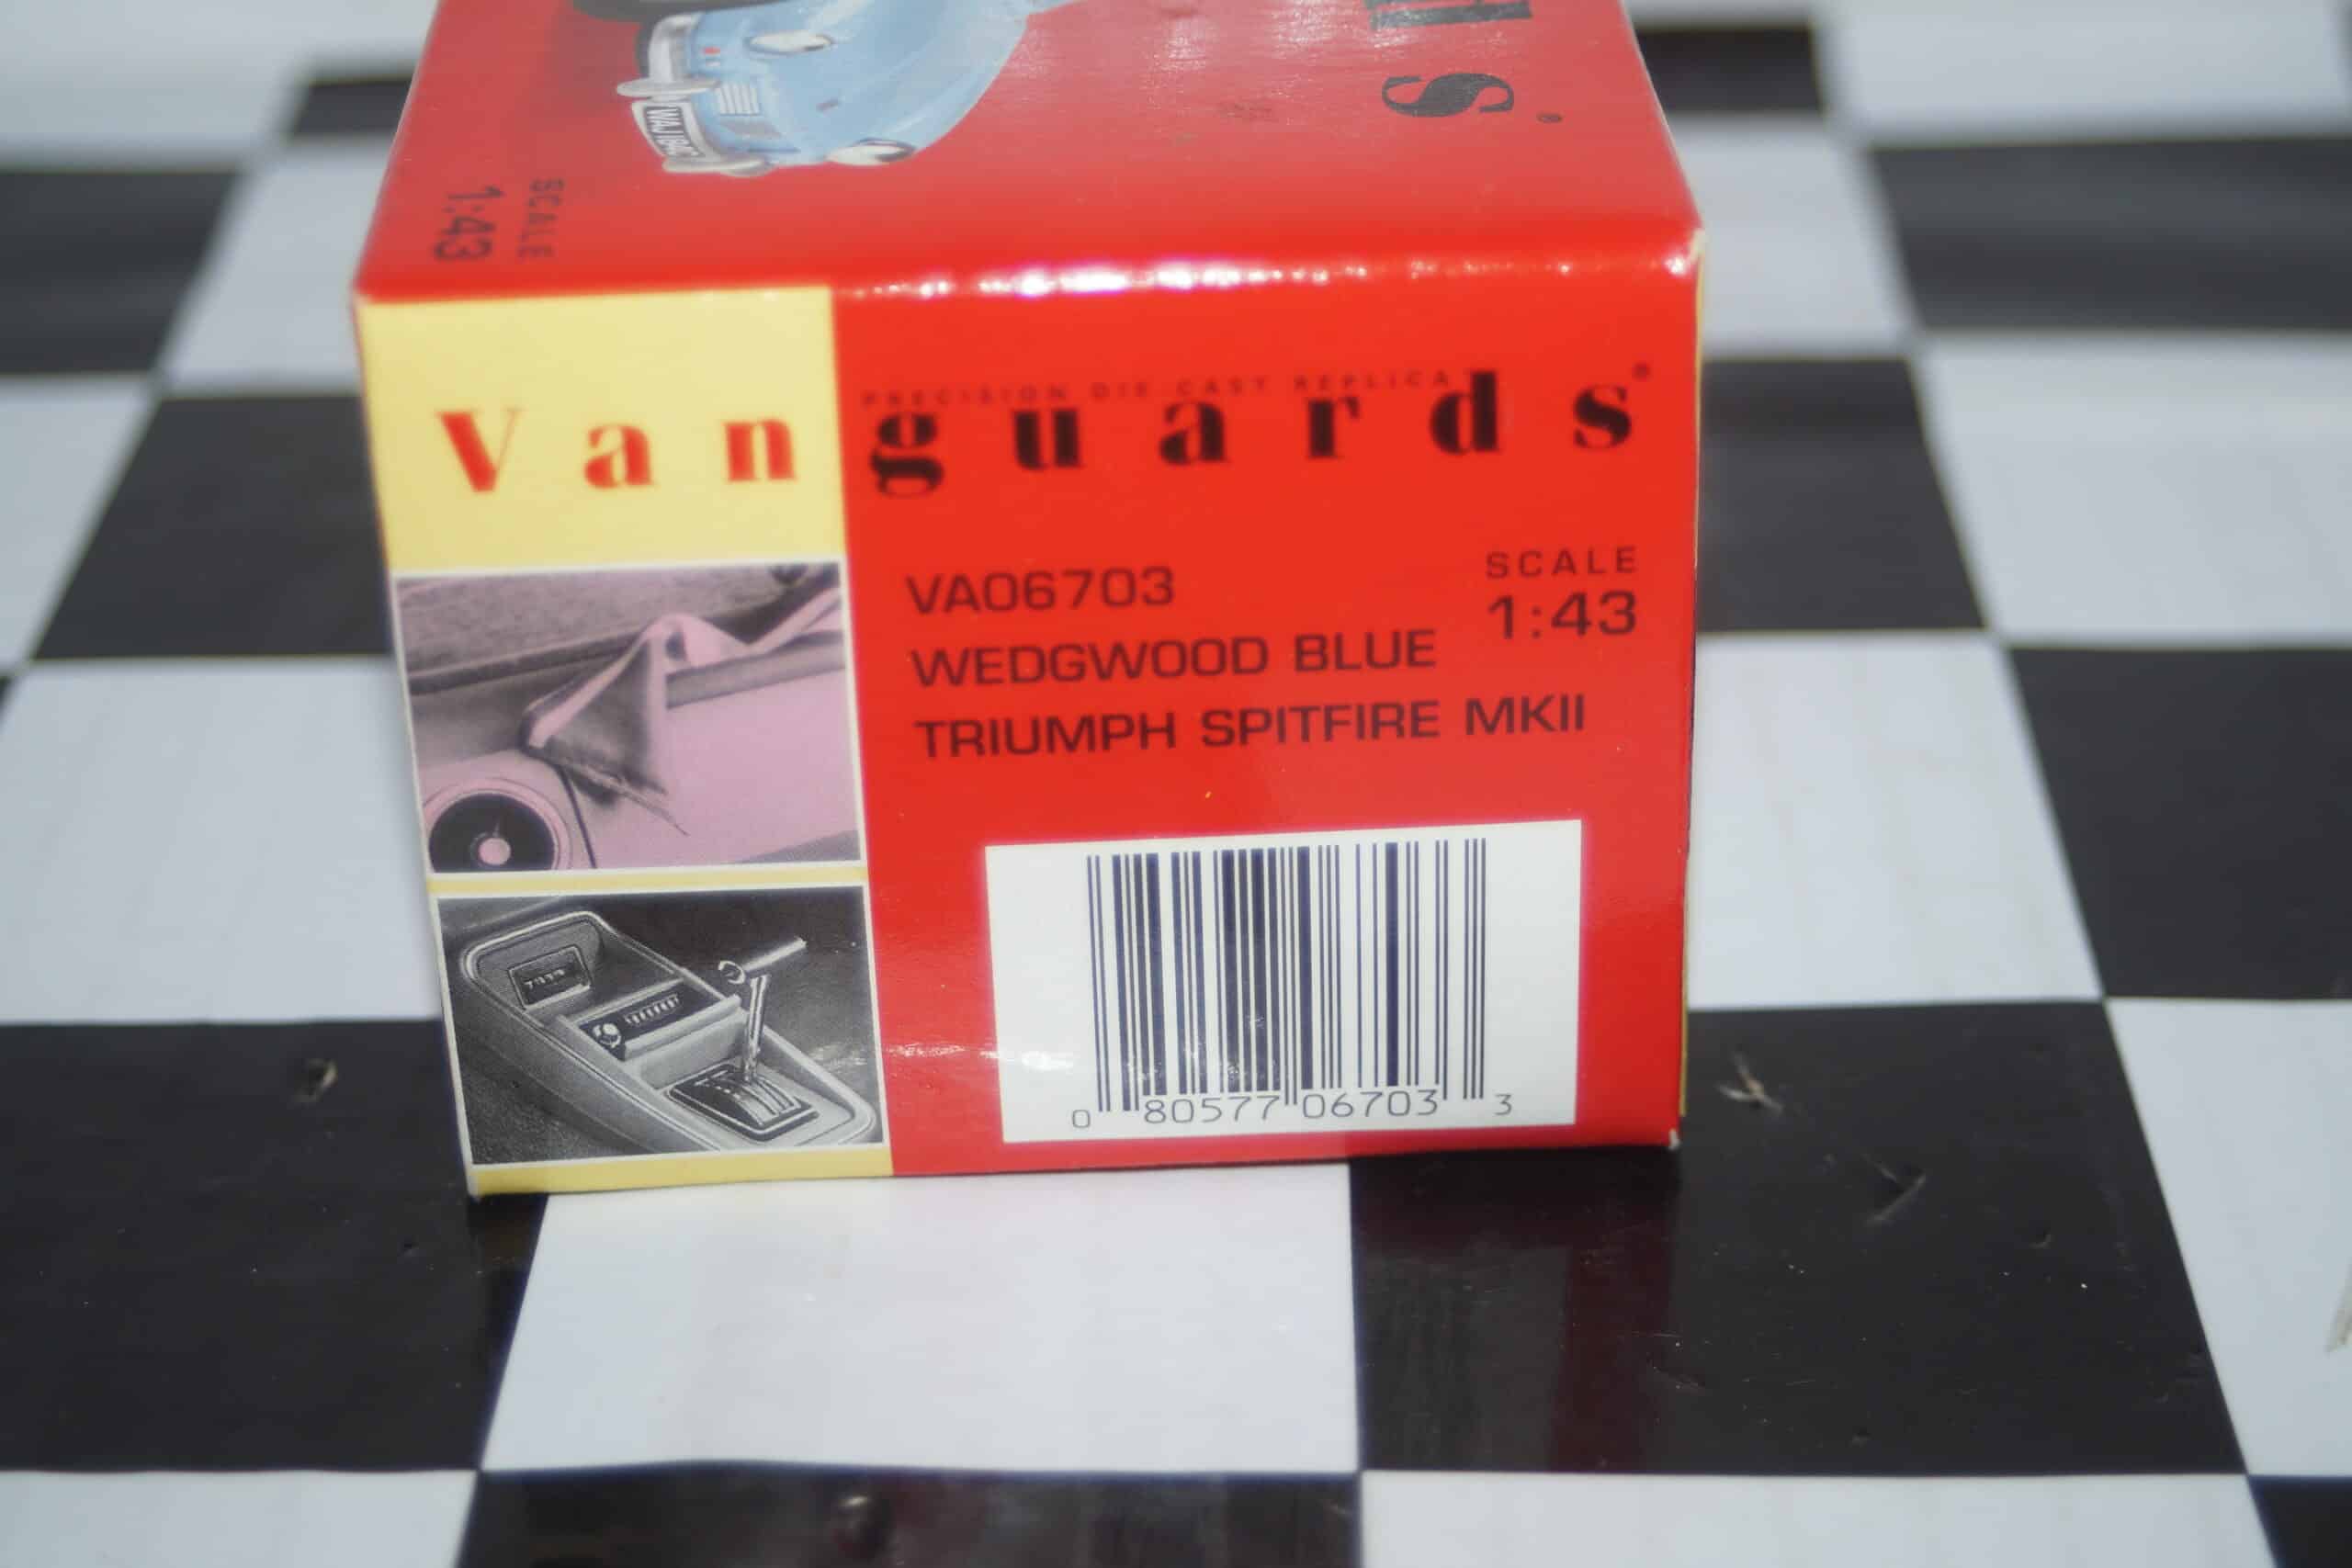 H S
SCALE
1:43
PRECISION DIE-CAST REPLICA
Vanguards®
VA06703
SCALE
1:43
WEDGWOOD BLUE
TRIUMPH SPITFIRE MKII
0 80577 06703 3